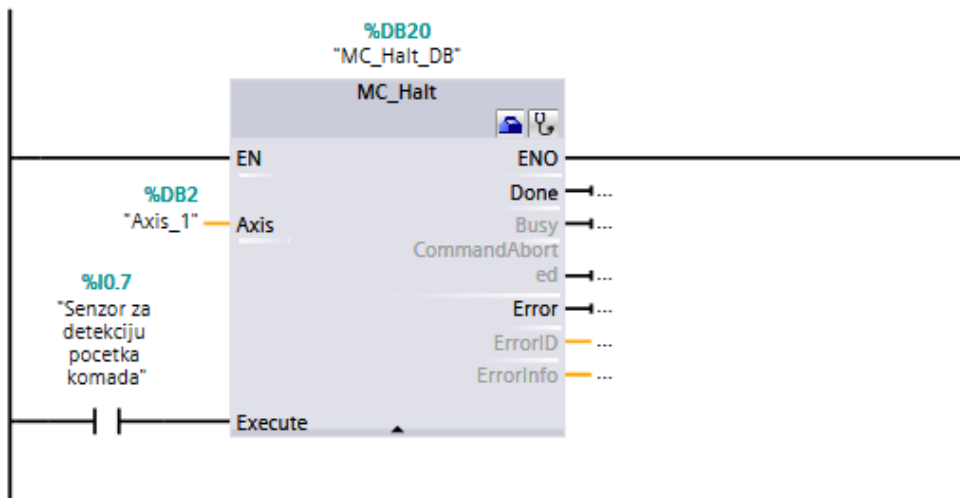 %DB20
"MC_Halt_DB"
MC_Halt
EN
ENO
%DB2
"Axis_1"
Axis
Done
...
Busy
...
CommandAbort
ed
...
%I0.7
"Senzor za
detekciju
pocetka
komada"
Error
...
ErrorID
...
ErrorInfo
...
Execute